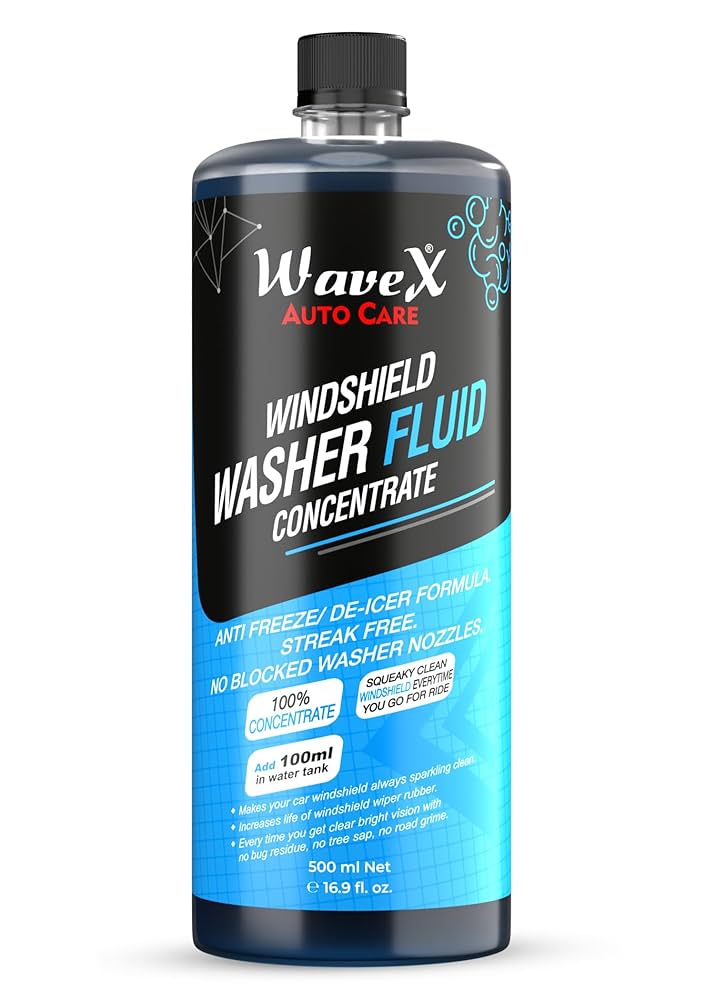 WaveX®
AUTO CARE
WINDSHIELD
WASHER FLUID
CONCENTRATE
ANTI FREEZE/ DE-ICER FORMULA.
STREAK FREE.
NO BLOCKED WASHER NOZZLES.
100%
CONCENTRATE
SQUEAKY CLEAN
WINDSHIELD EVERYTIME
YOU GO FOR RIDE
Add 100ml
in water tank
• Makes your car windshield always sparkling clean.
• Increases life of windshield wiper rubber.
• Every time you get clear bright vision with
no bug residue, no tree sap, no road grime.
500 ml Net
℮ 16.9 fl. oz.